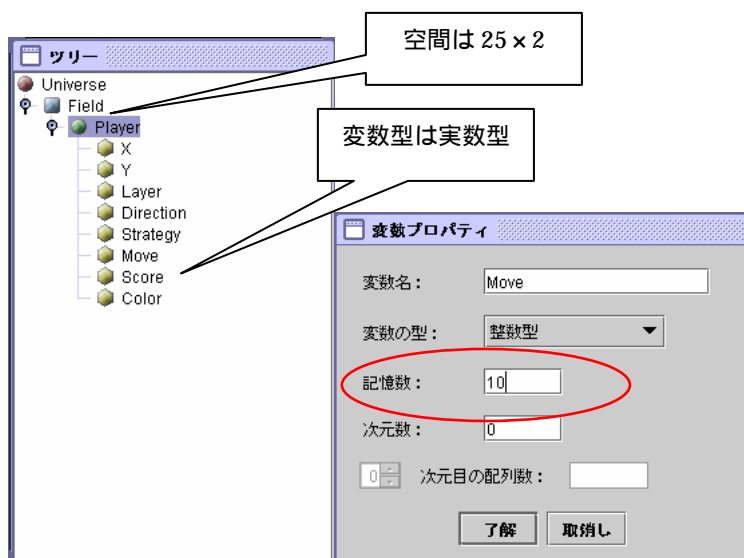 空間は 25 × 2
ツリー
Universe
Field
Player
X
Y
Layer
Direction
Strategy
Move
Score
Color
変数型は実数型
変数プロパティ
変数名： Move
変数の型： 整数型
記憶数： 10
次元数： 0
0 次元目の配列数：
了解 取消し